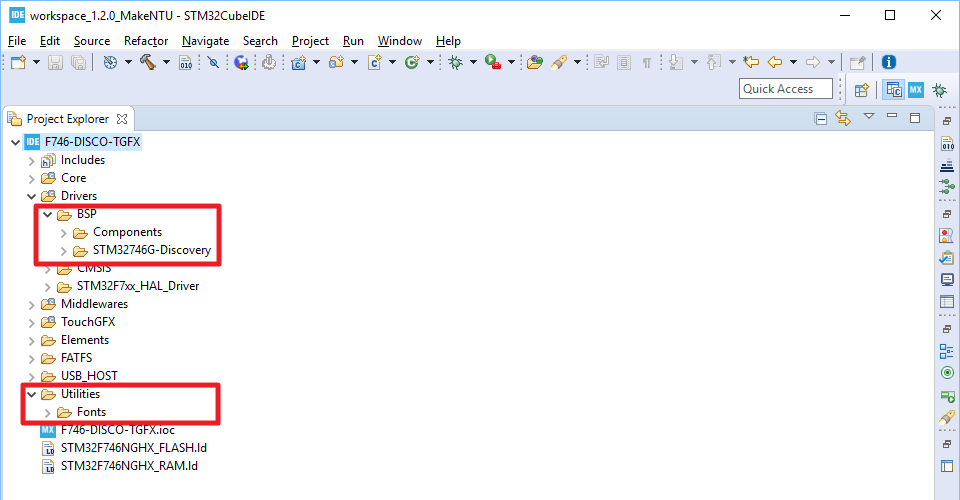 IDE workspace_1.2.0_MakeNTU - STM32CubeIDE
File Edit Source Refactor Navigate Search Project Run Window Help
010
Quick Access
MX
Project Explorer
IDE F746-DISCO-TGFX
Includes
Core
Drivers
BSP
Components
STM32746G-Discovery
CMSIS
STM32F7xx_HAL_Driver
Middlewares
TouchGFX
Elements
FATFS
USB_HOST
Utilities
Fonts
MX F746-DISCO-TGFX.ioc
STM32F746NGHX_FLASH.ld
STM32F746NGHX_RAM.ld
010